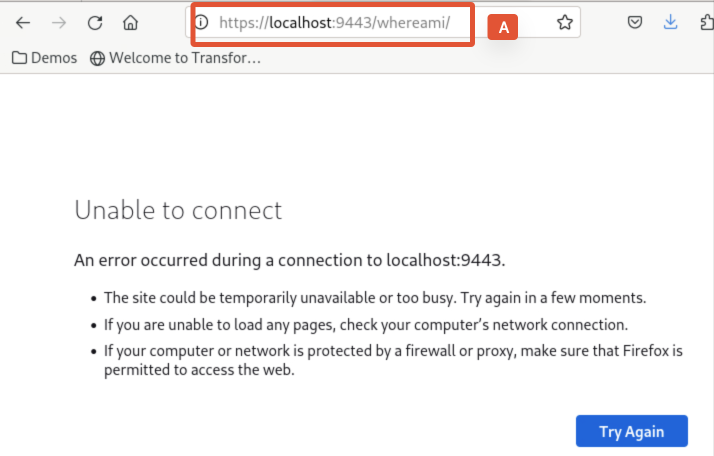 https://localhost:9443/whereami/
A
Demos
Welcome to Transfor…
Unable to connect
An error occurred during a connection to localhost:9443.
• The site could be temporarily unavailable or too busy. Try again in a few moments.
• If you are unable to load any pages, check your computer’s network connection.
• If your computer or network is protected by a firewall or proxy, make sure that Firefox is
permitted to access the web.
Try Again